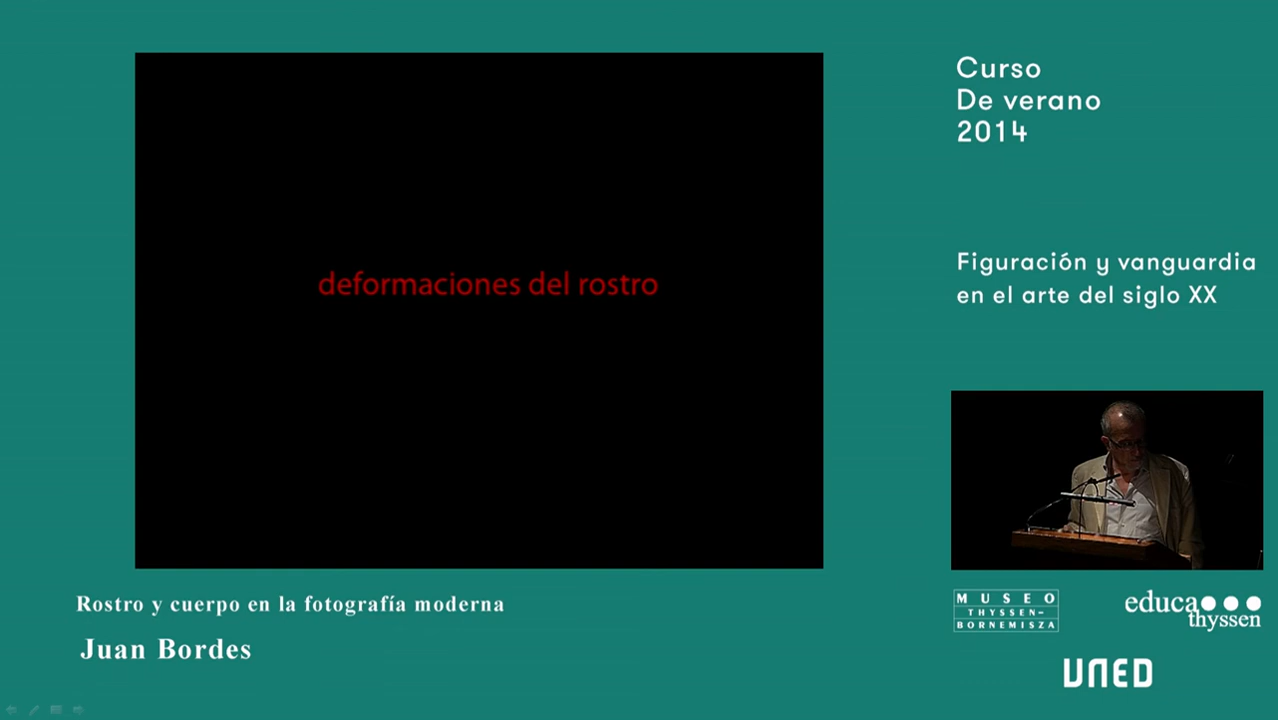 deformaciones del rostro
Curso
De verano
2014
Figuración y vanguardia
en el arte del siglo XX
Rostro y cuerpo en la fotografía moderna
Juan Bordes
MUSEO
THYSSEN-
BORNEMISZA
educa
thyssen
UNED